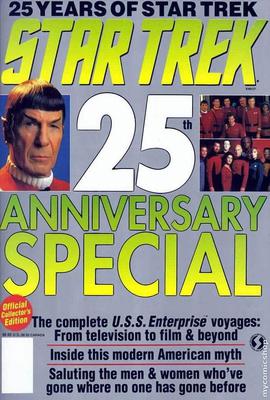 25 YEARS OF STAR TREK
STAR TREK
25th
ANNIVERSARY
SPECIAL
Official
Collector's
Edition
The complete U.S.S. Enterprise voyages:
From television to film & beyond
Inside this modern American myth
Saluting the men & women who've
gone where no one has gone before
mycomicshop